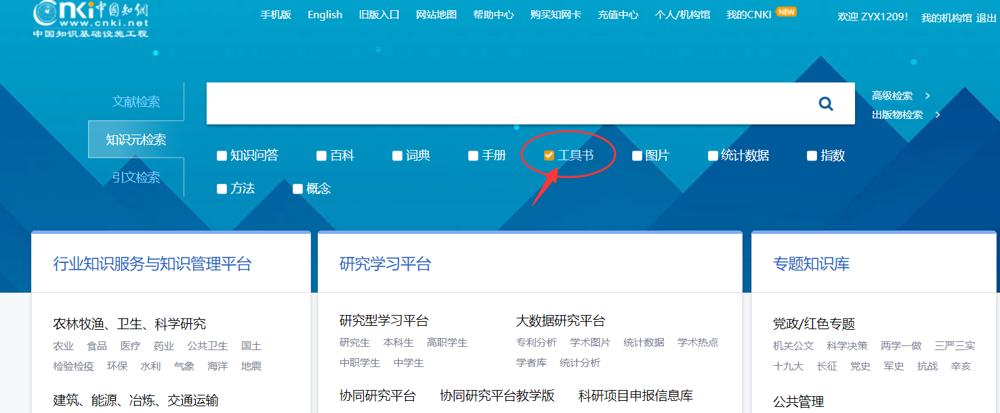 cnki中国知网
www.cnki.net
中国知识基础设施工程
手机版 English 旧版入口 网站地图 帮助中心 购买知网卡 充值中心 个人/机构馆 我的CNKI NEW 欢迎 ZYX1209! 我的机构馆 退出
文献检索
高级检索 >
出版物检索 >
知识元检索
知识问答 百科 词典 手册 工具书 图片 统计数据 指数
引文检索
方法 概念
行业知识服务与知识管理平台
农林牧渔、卫生、科学研究
农业 食品 医疗 药业 公共卫生 国土
检验检疫 环保 水利 气象 海洋 地震
建筑、能源、冶炼、交通运输
研究学习平台
研究型学习平台
研究生 本科生 高职学生
中职学生 中学生
大数据研究平台
专利分析 学术图片 统计数据 学术热点
学者库 统计分析
协同研究平台 协同研究平台教学版 科研项目申报信息库
专题知识库
党政/红色专题
机关公文 科学决策 两学一做 三严三实
十九大 长征 党史 军史 抗战 辛亥
公共管理